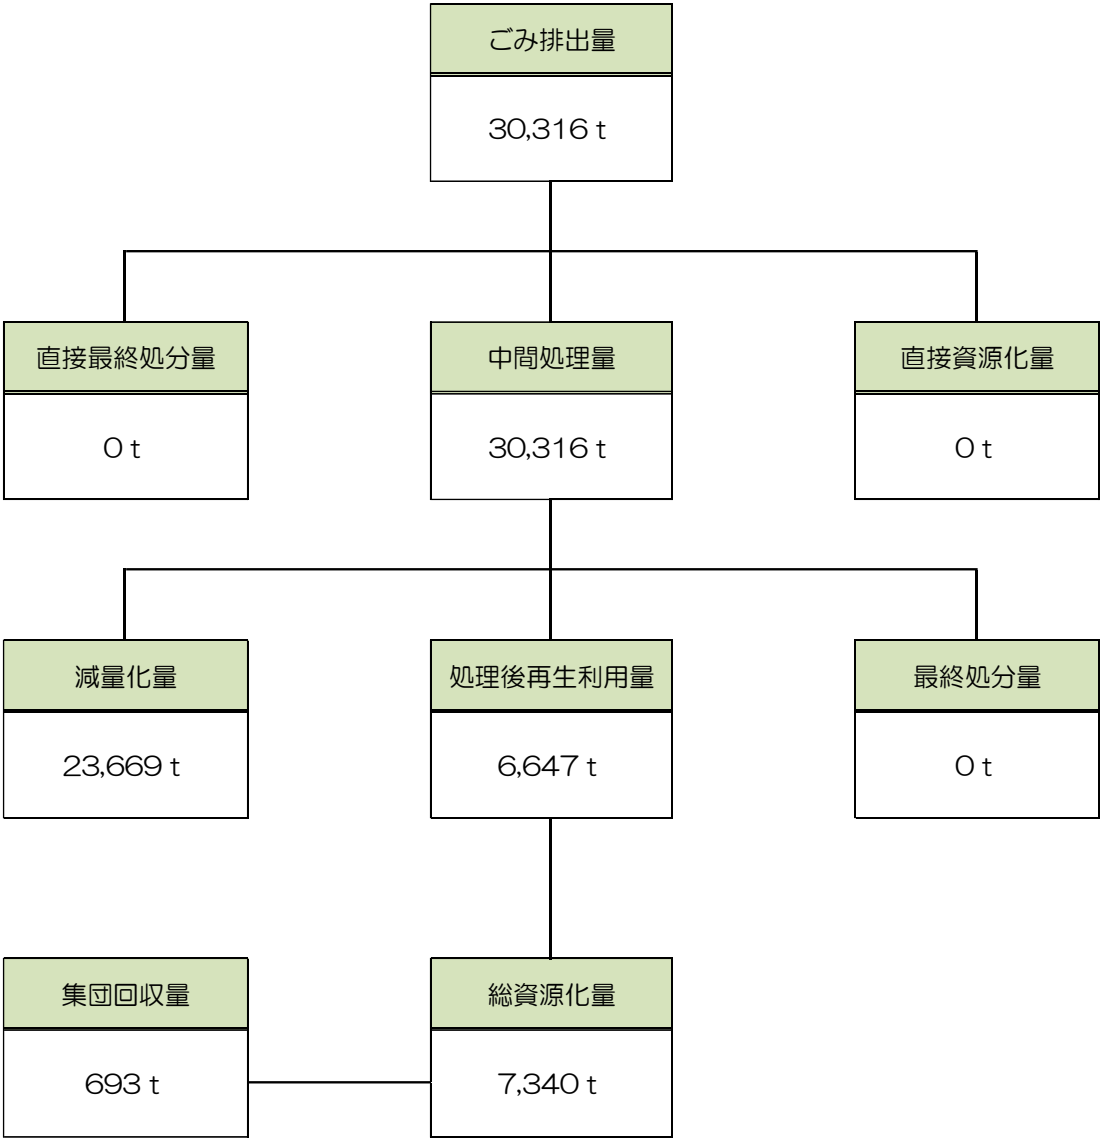 ごみ排出量
30,316 t
直接最終処分量
中間処理量
直接資源化量
0 t
30,316 t
0 t
減量化量
処理後再生利用量
最終処分量
23,669 t
6,647 t
0 t
集団回収量
総資源化量
693 t
7,340 t